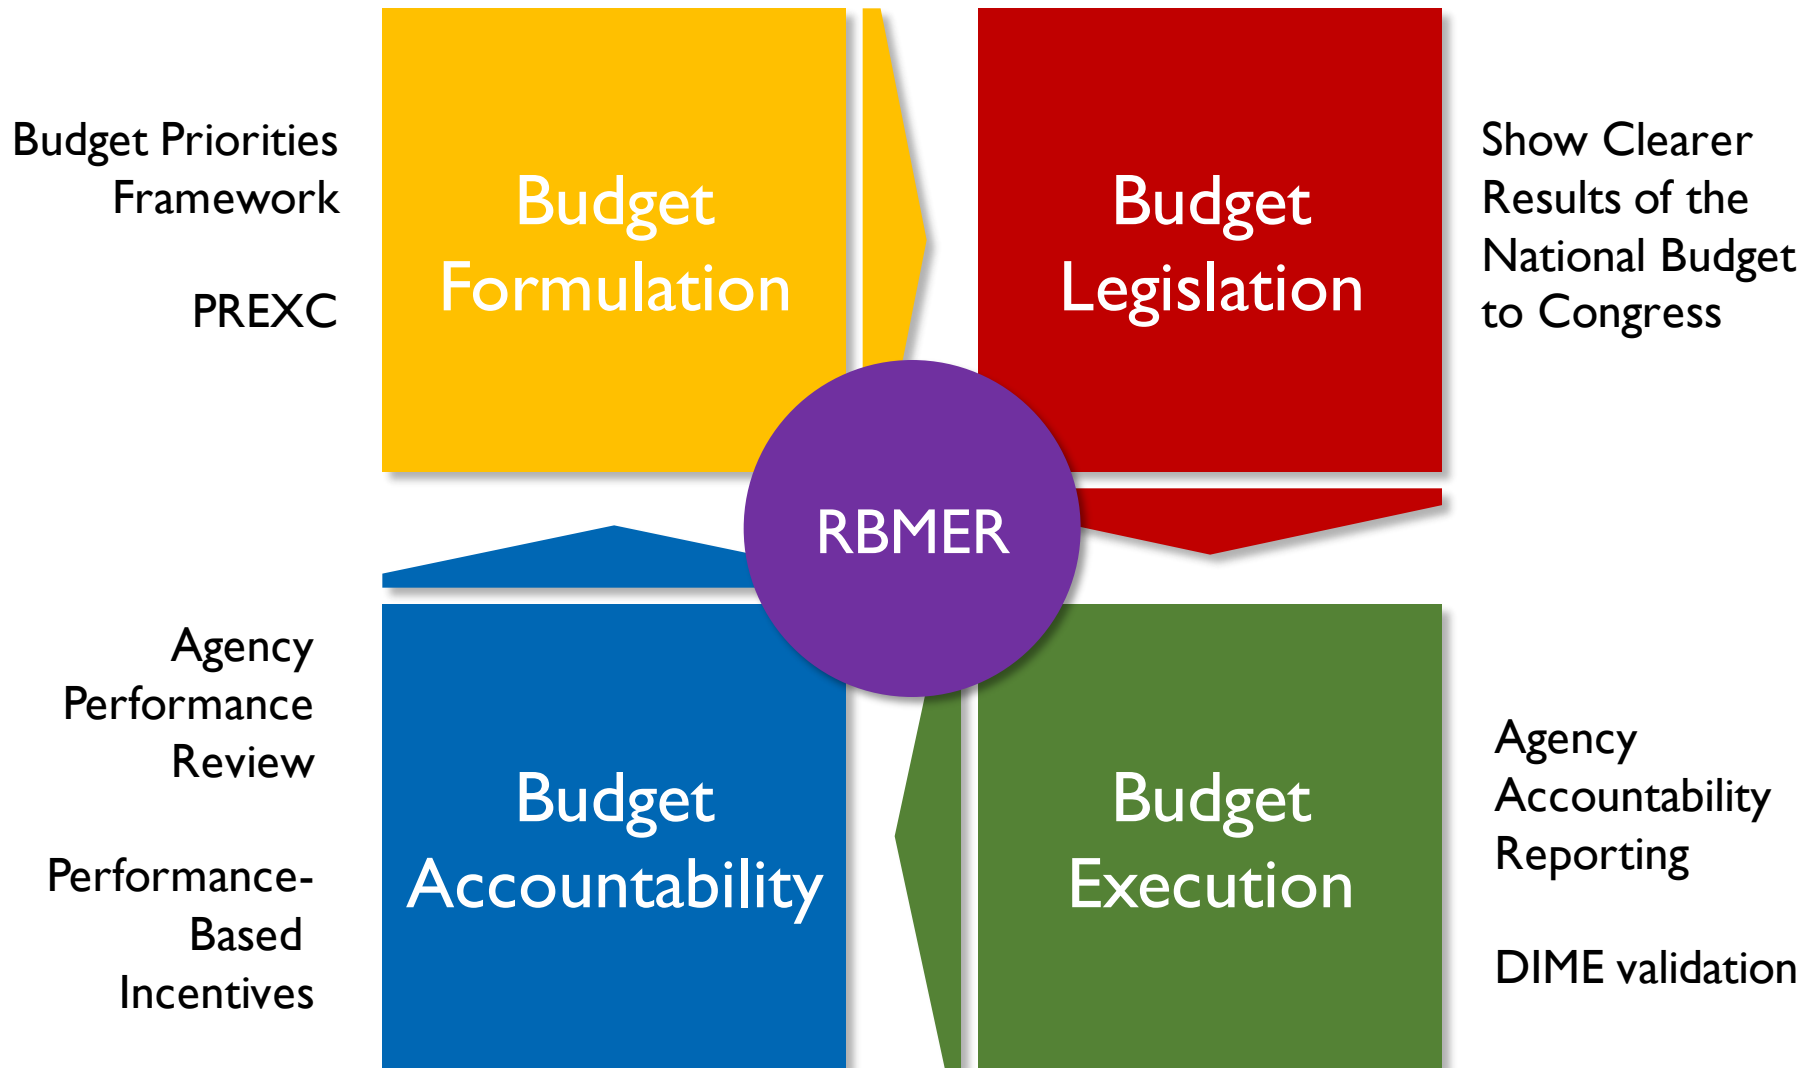 Budget Priorities
Framework
PREXC
Budget
Formulation
Budget
Legislation
Show Clearer
Results of the
National Budget
to Congress
RBMER
Agency
Performance
Review
Performance-
Based
Incentives
Budget
Accountability
Budget
Execution
Agency
Accountability
Reporting
DIME validation